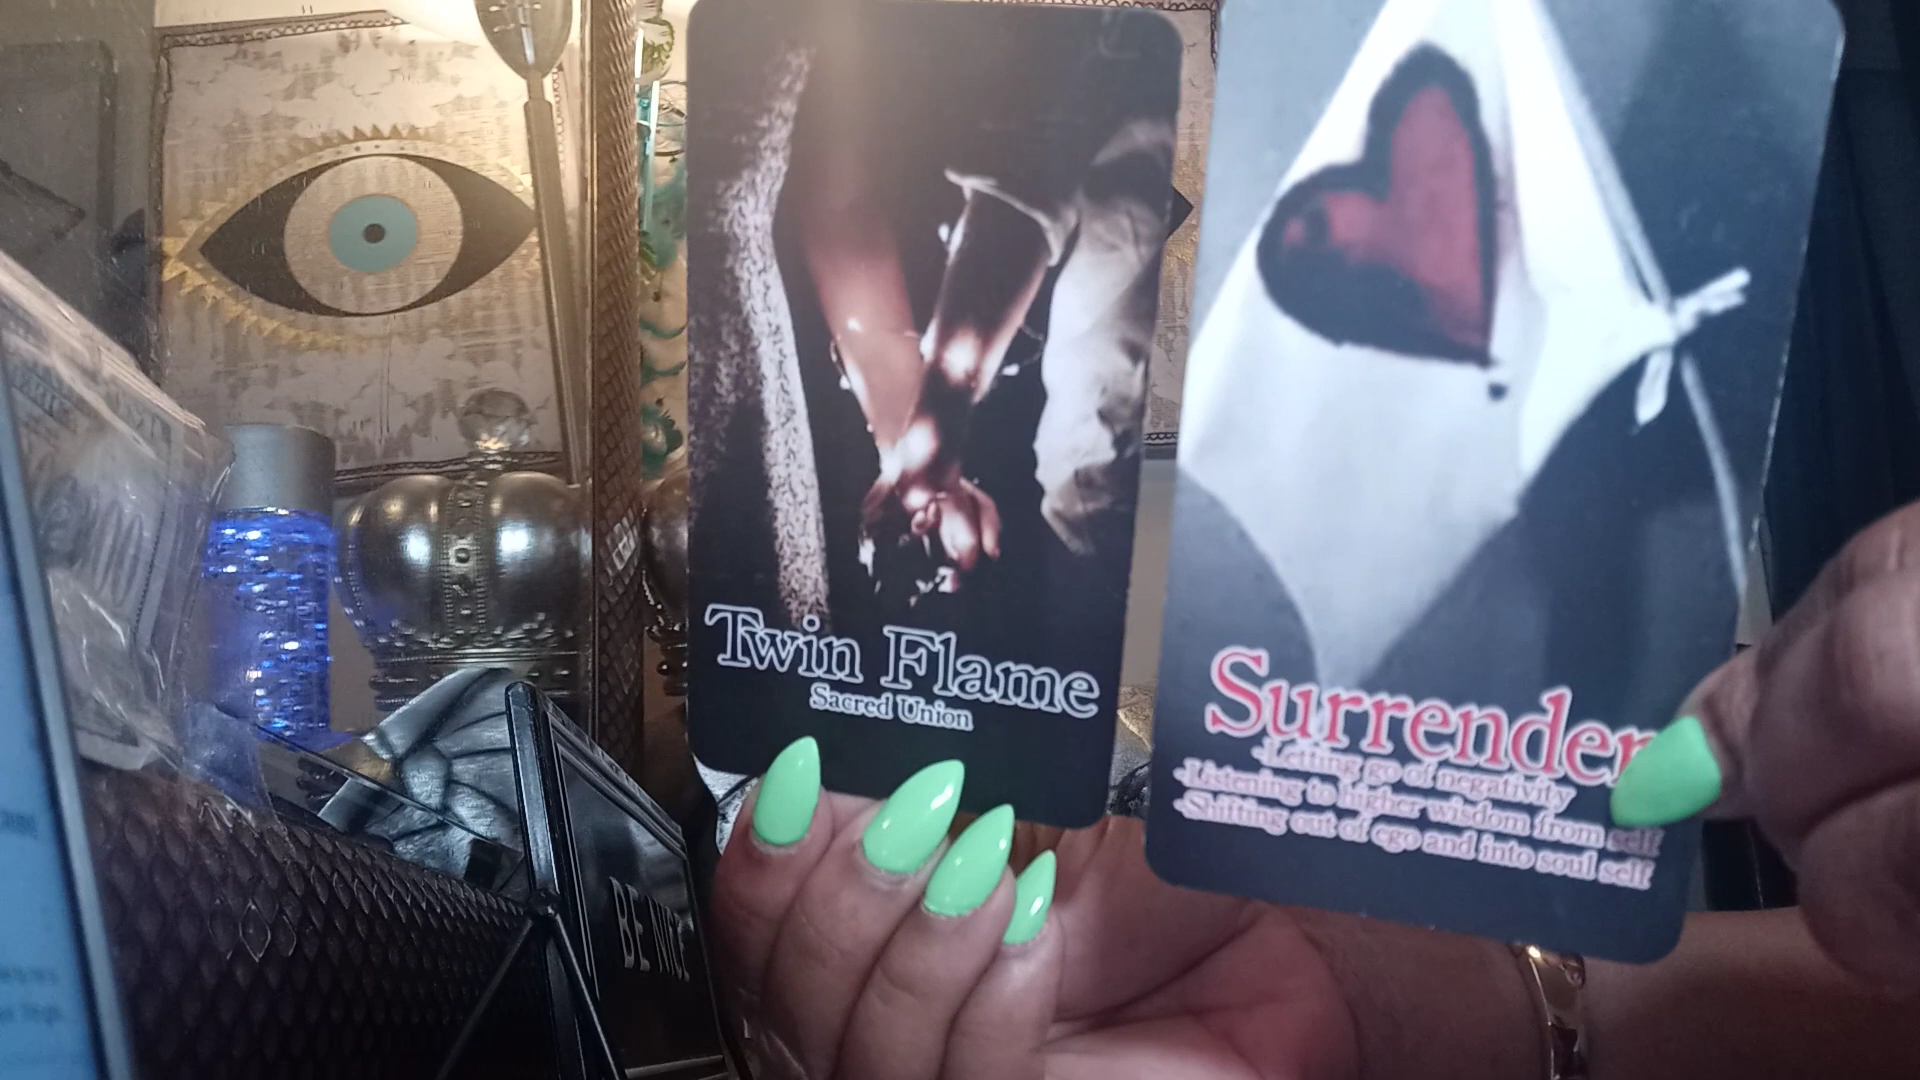 Twin Flame
Sacred Union
Surrender
-Letting go of negativity
-Listening to higher wisdom from self
-Shifting out of ego and into soul self
BE NICE